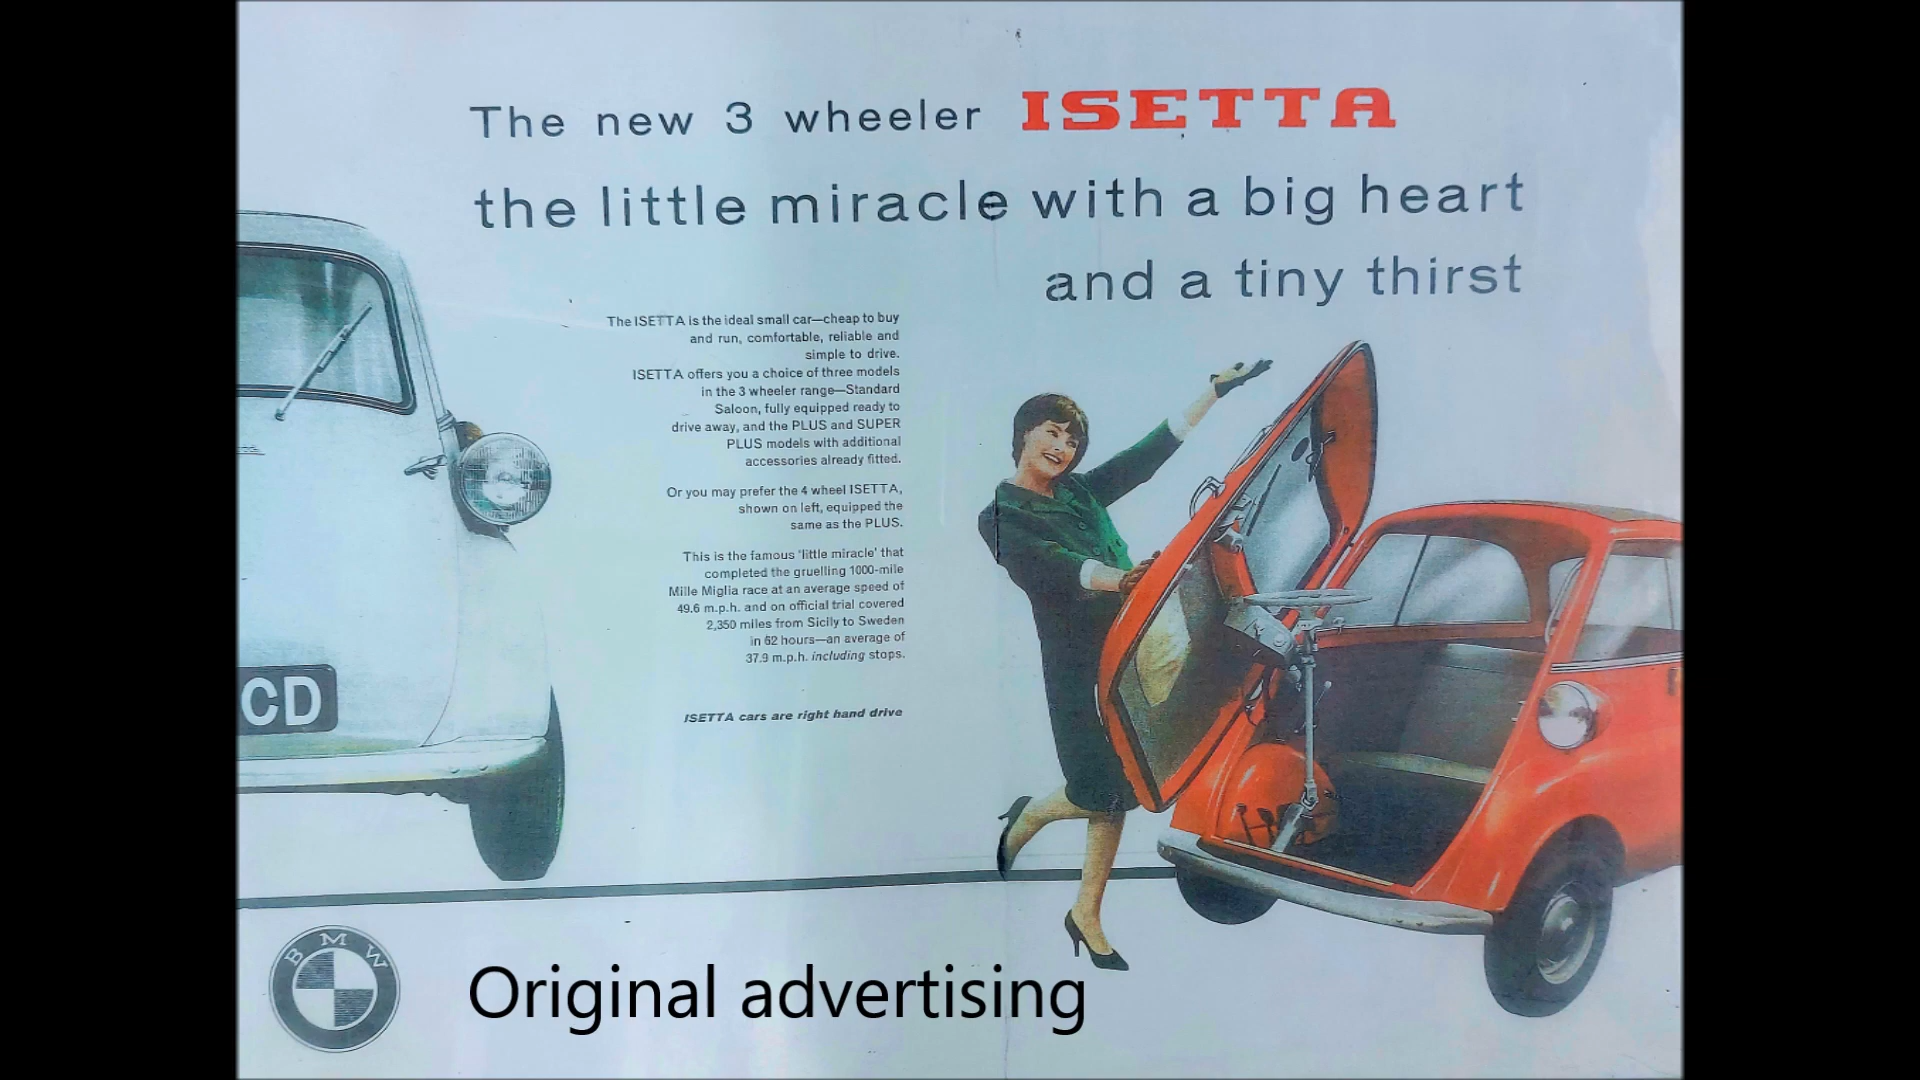 The new 3 wheeler ISETTA
the little miracle with a big heart
and a tiny thirst
The ISETTA is the ideal small car—cheap to buy
and run, comfortable, reliable and
simple to drive.
ISETTA offers you a choice of three models
in the 3 wheeler range—Standard
Saloon, fully equipped ready to
drive away, and the PLUS and SUPER
PLUS models with additional
accessories already fitted.
Or you may prefer the 4 wheel ISETTA,
shown on left, equipped the
same as the PLUS.
This is the famous 'little miracle' that
completed the gruelling 1000-mile
Mille Miglia race at an average speed of
49.6 m.p.h. and on official trial covered
2,350 miles from Sicily to Sweden
in 62 hours—an average of
37.9 m.p.h. including stops.
ISETTA cars are right hand drive
CD
BMW
Original advertising